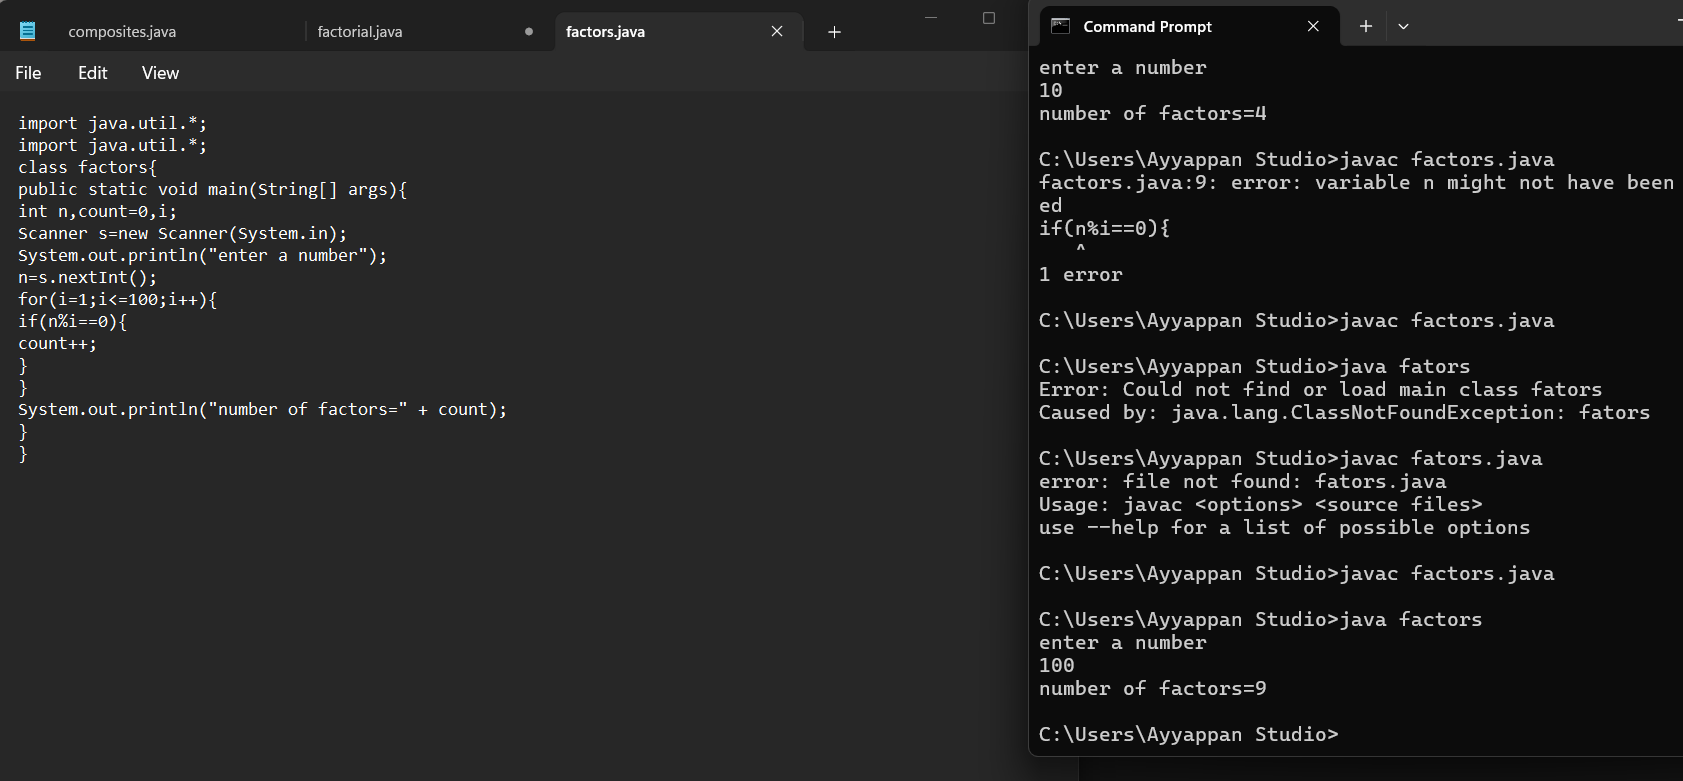 composites.java
factorial.java
factors.java
File Edit View
import java.util.*;
import java.util.*;
class factors{
public static void main(String[] args){
int n,count=0,i;
Scanner s=new Scanner(System.in);
System.out.println("enter a number");
n=s.nextInt();
for(i=1;i<=100;i++){
if(n%i==0){
count++;
}
}
System.out.println("number of factors=" + count);
}
}
Command Prompt
enter a number
10
number of factors=4
C:\Users\Ayyappan Studio>javac factors.java
factors.java:9: error: variable n might not have been
ed
if(n%i==0){
^
1 error
C:\Users\Ayyappan Studio>javac factors.java
C:\Users\Ayyappan Studio>java fators
Error: Could not find or load main class fators
Caused by: java.lang.ClassNotFoundException: fators
C:\Users\Ayyappan Studio>javac fators.java
error: file not found: fators.java
Usage: javac <options> <source files>
use --help for a list of possible options
C:\Users\Ayyappan Studio>javac factors.java
C:\Users\Ayyappan Studio>java factors
enter a number
100
number of factors=9
C:\Users\Ayyappan Studio>